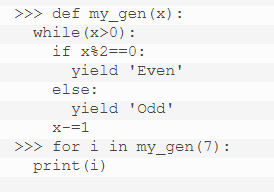 >>> def my_gen(x):
  while(x>0):
    if x%2==0:
      yield 'Even'
    else:
      yield 'Odd'
    x-=1
>>> for i in my_gen(7):
  print(i)